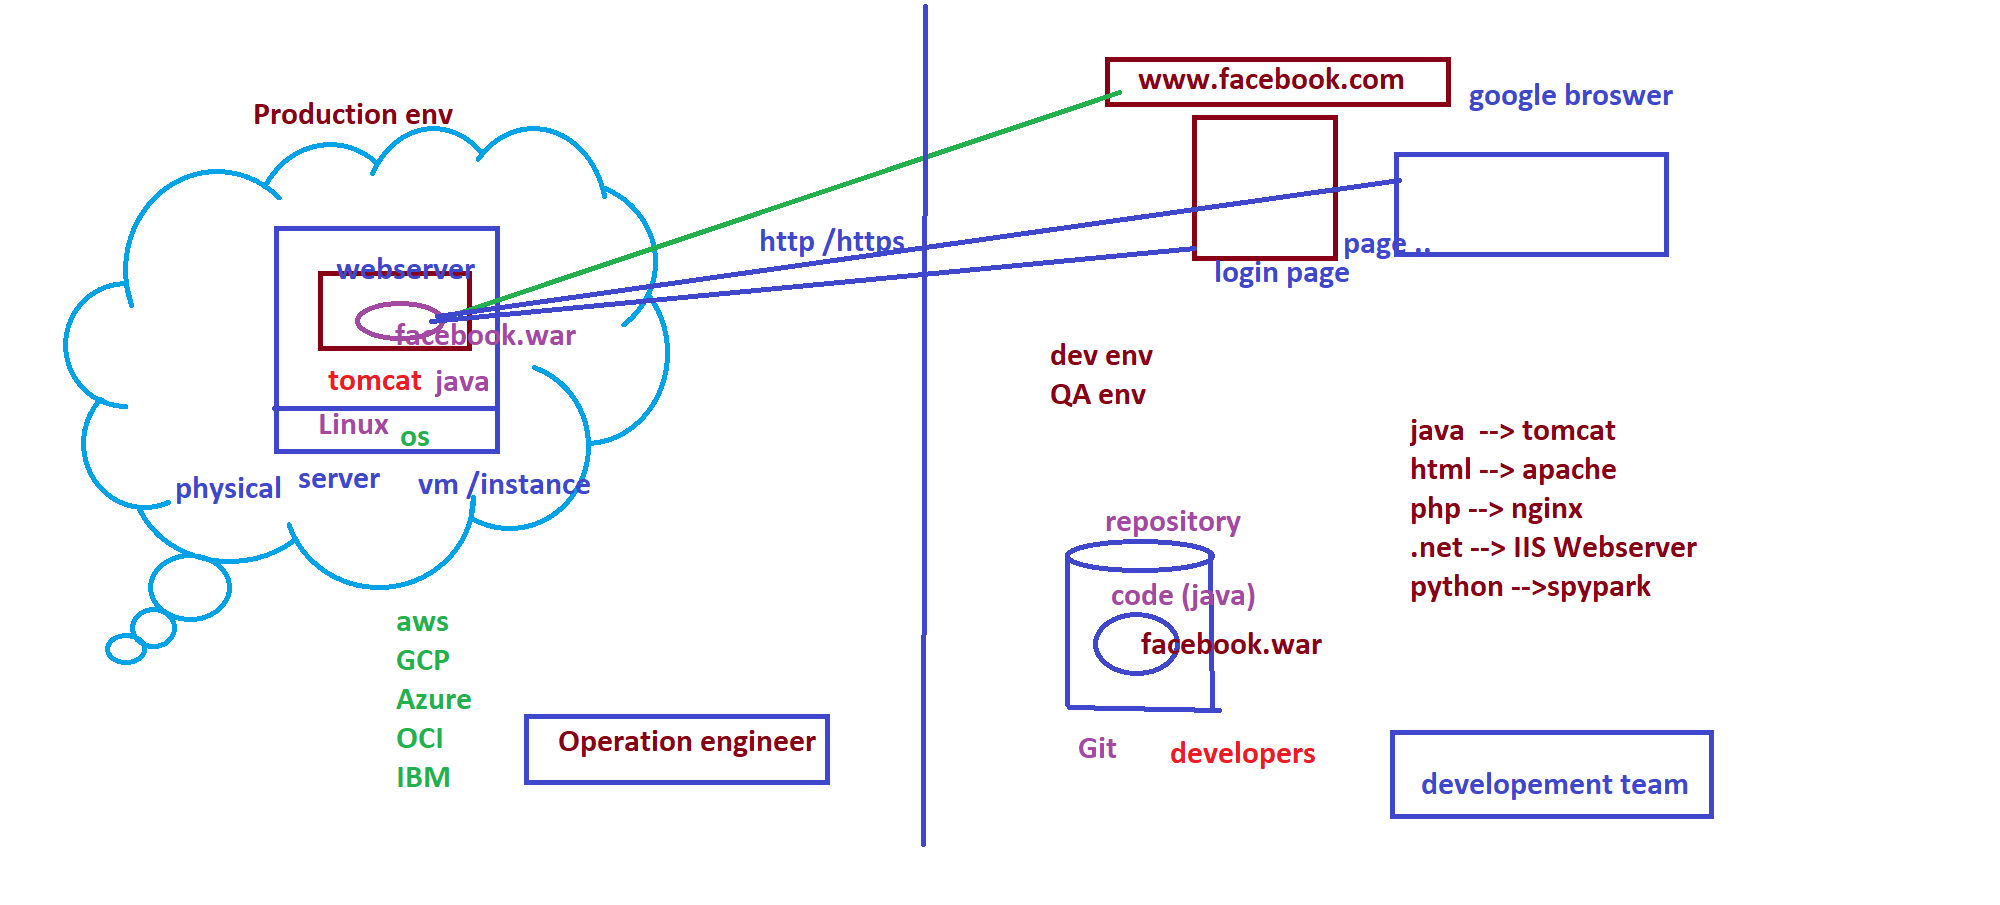 Production env
webserver
facebook.war
tomcat java
Linux os
physical server vm /instance
aws
GCP
Azure
OCI
IBM
Operation engineer
http /https
www.facebook.com
google broswer
page ..
login page
dev env
QA env
java --> tomcat
html --> apache
php --> nginx
.net --> IIS Webserver
python -->spypark
repository
code (java)
facebook.war
Git developers
developement team